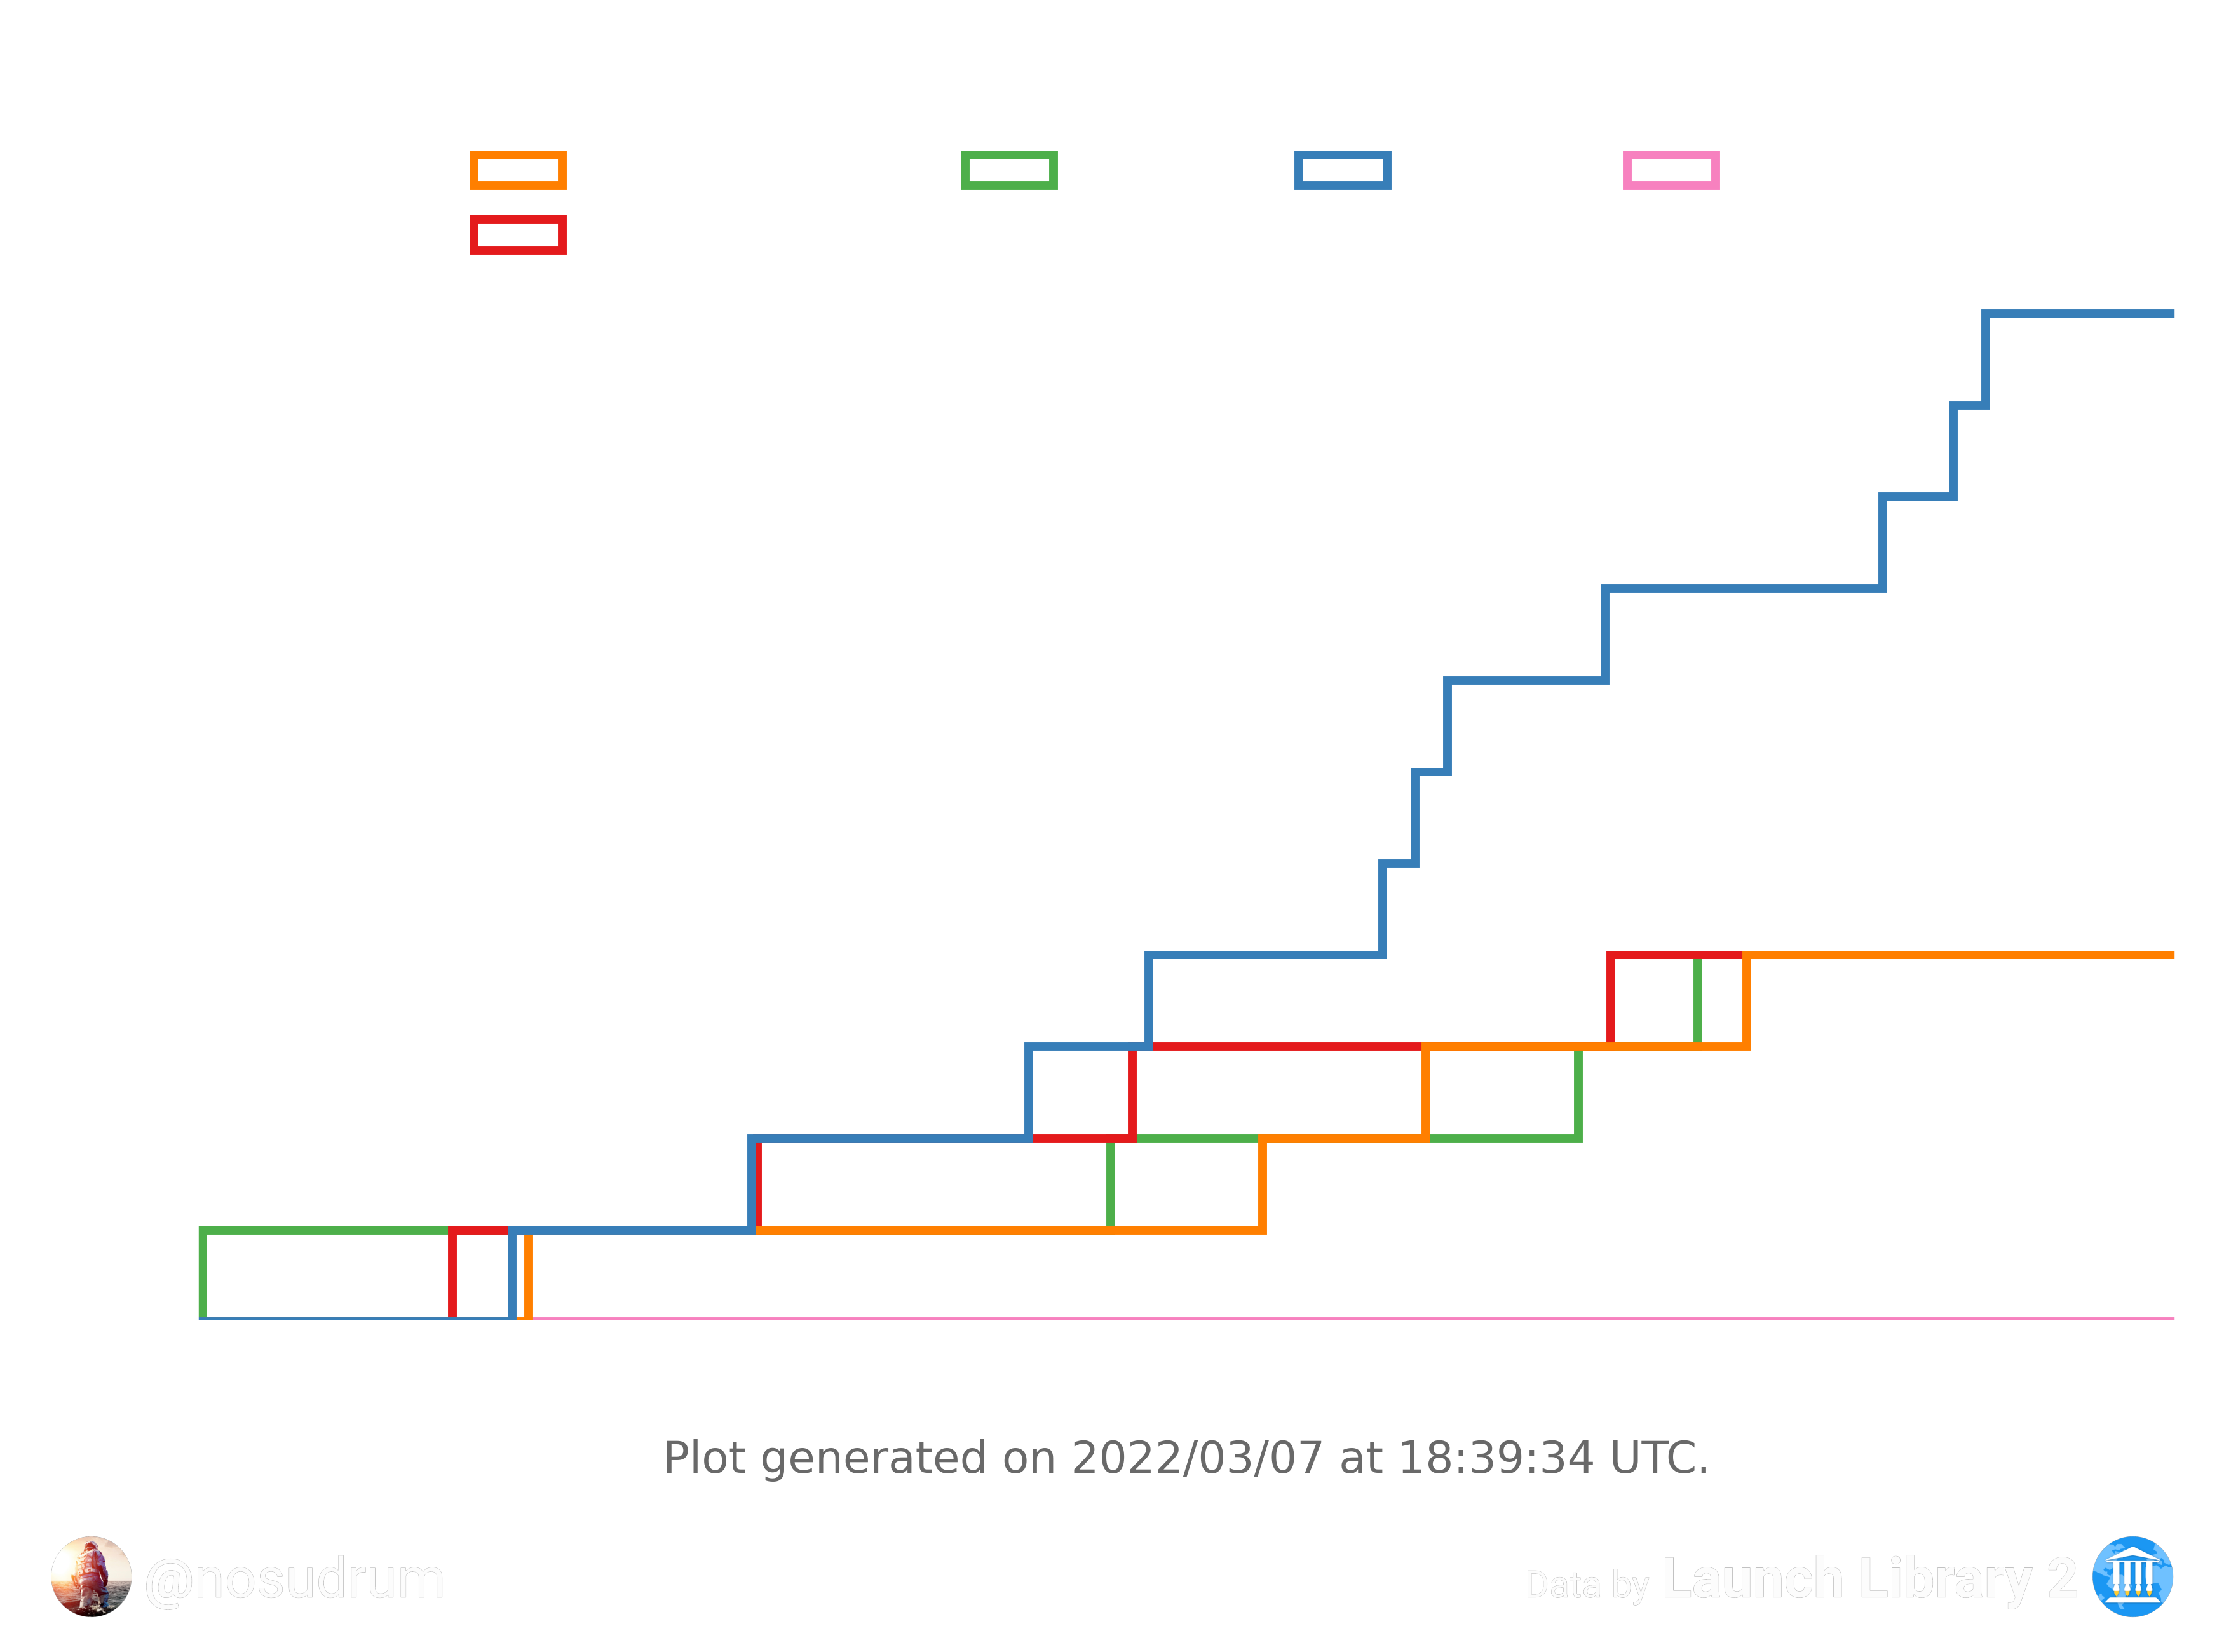 Plot generated on 2022/03/07 at 18:39:34 UTC.
@nosudrum
Data by Launch Library 2